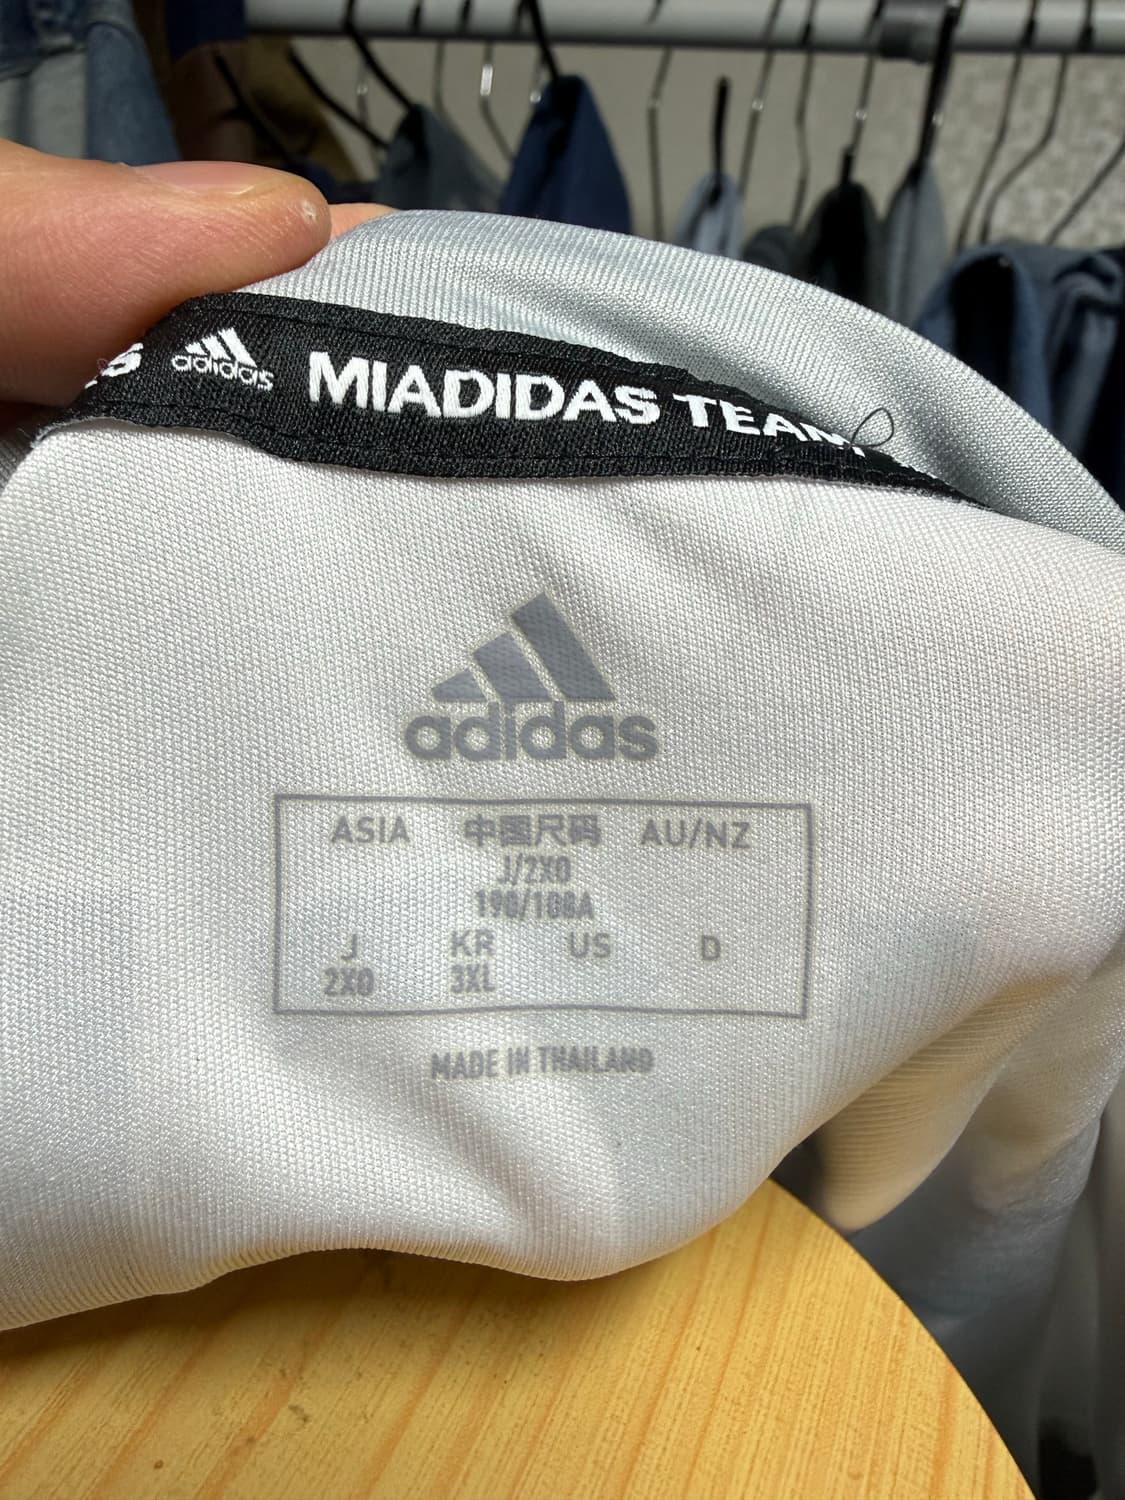 adidas MIADIDAS TEAM
adidas
ASIA 中国尺码 AU/NZ
J/2XO
190/108A
J KR US D
2XO 3XL
MADE IN THAILAND